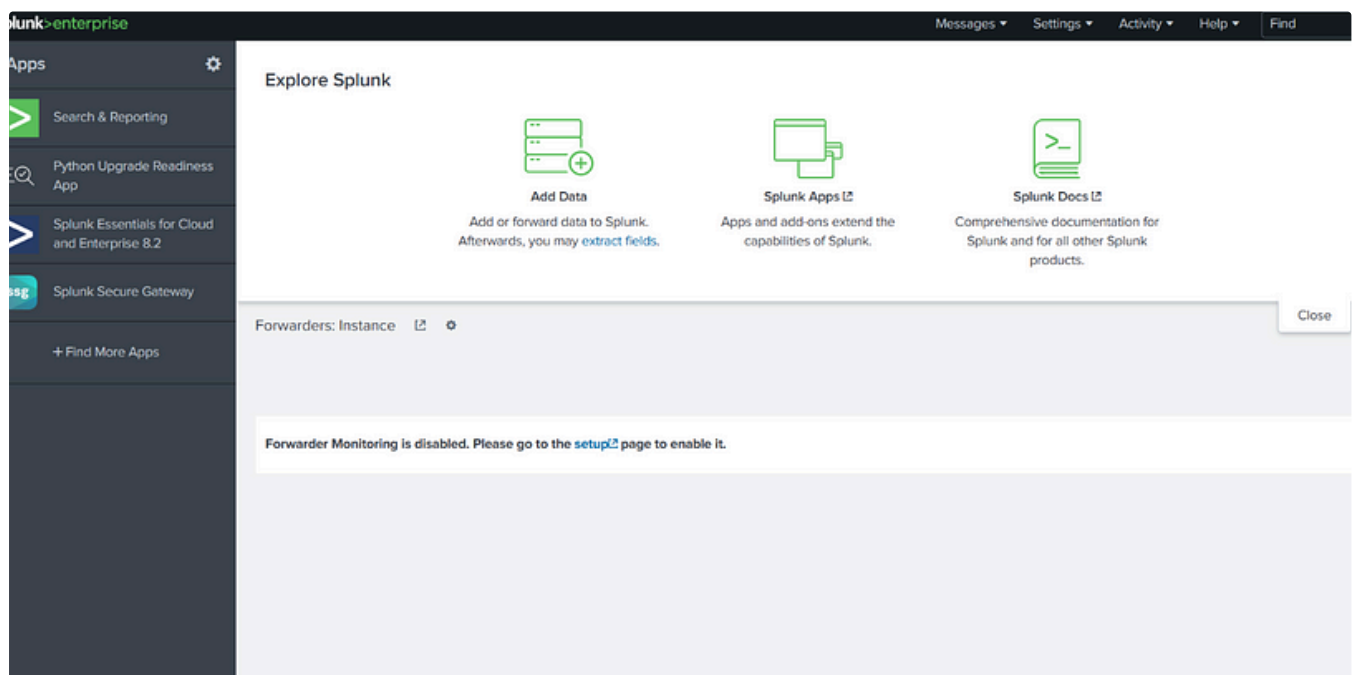 plunk>enterprise
Messages Settings Activity Help Find
Apps
Search & Reporting
Python Upgrade Readiness
App
Splunk Essentials for Cloud
and Enterprise 8.2
ssg
Splunk Secure Gateway
+ Find More Apps
Explore Splunk
Add Data
Add or forward data to Splunk.
Afterwards, you may extract fields.
Splunk Apps
Apps and add-ons extend the
capabilities of Splunk.
>_
Splunk Docs
Comprehensive documentation for
Splunk and for all other Splunk
products.
Close
Forwarders: Instance
Forwarder Monitoring is disabled. Please go to the setup page to enable it.